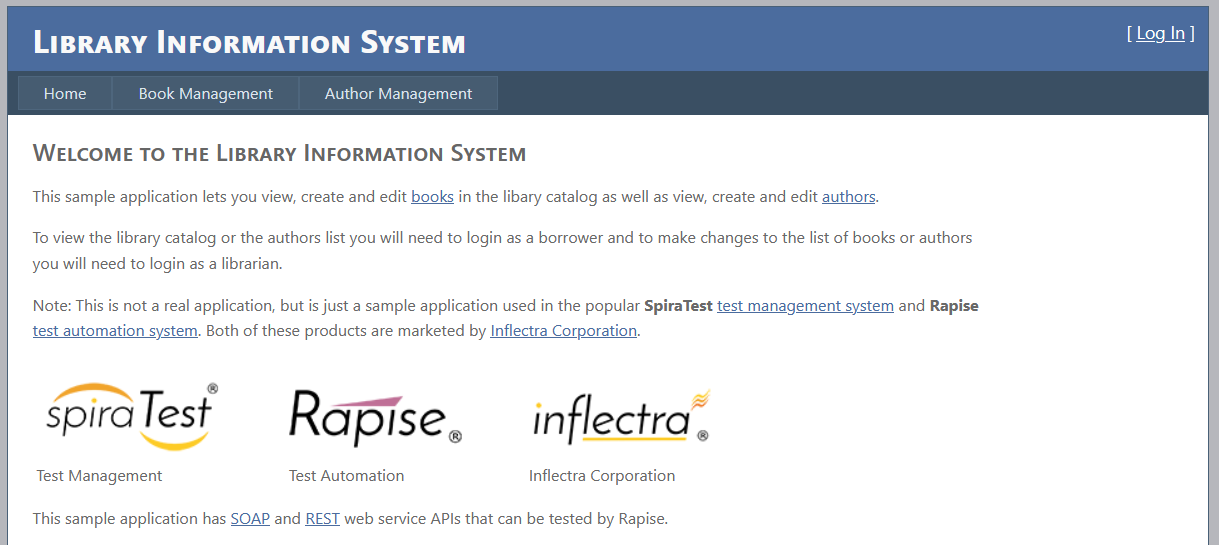 Library Information System
[ Log In ]
Home Book Management Author Management
Welcome to the Library Information System
This sample application lets you view, create and edit books in the libary catalog as well as view, create and edit authors.
To view the library catalog or the authors list you will need to login as a borrower and to make changes to the list of books or authors
you will need to login as a librarian.
Note: This is not a real application, but is just a sample application used in the popular SpiraTest test management system and Rapise
test automation system. Both of these products are marketed by Inflectra Corporation.
spiraTest® Rapise® inflectra®
Test Management Test Automation Inflectra Corporation
This sample application has SOAP and REST web service APIs that can be tested by Rapise.